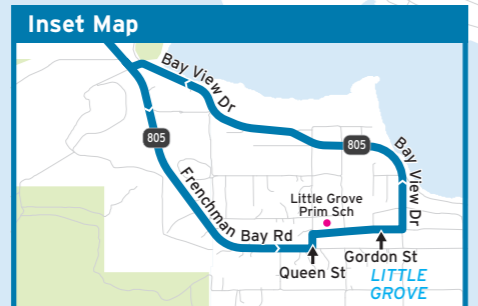 Inset Map
Bay View Dr
805
805
Bay View Dr
Frenchman Bay Rd
Little Grove
Prim Sch
Queen St
Gordon St
LITTLE
GROVE